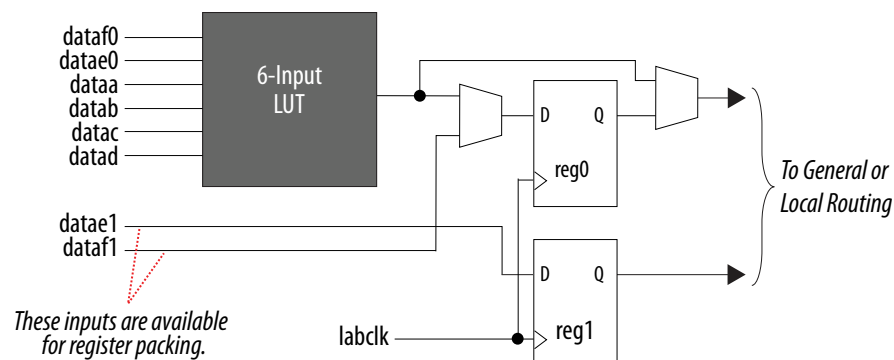 dataf0
datae0
dataa
datab
datac
datad
6-Input
LUT
D
Q
reg0
To General or
Local Routing
datae1
dataf1
D
Q
reg1
These inputs are available
for register packing.
labclk